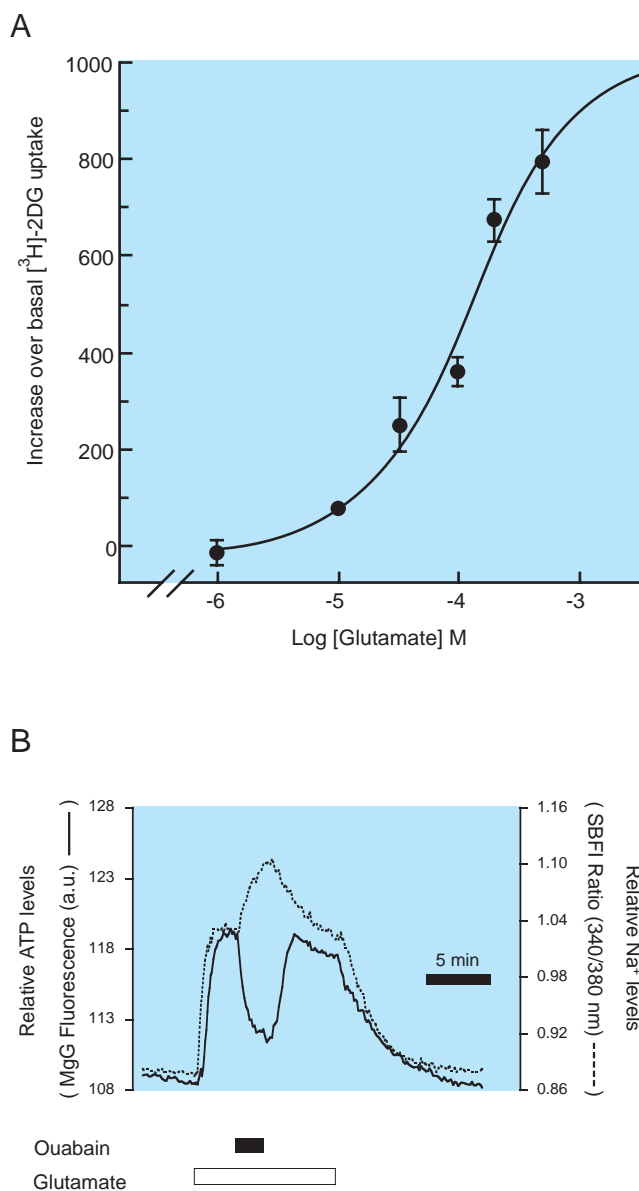 A
Increase over basal [³H]-2DG uptake
1000
800
600
400
200
0
-6 -5 -4 -3
Log [Glutamate] M
B
Relative ATP levels
( MgG Fluorescence (a.u.) )
128
123
118
113
108
5 min
1.16
1.10
1.04
0.98
0.92
0.86
( SBFI Ratio (340/380 nm) )
Relative Na⁺ levels
Ouabain
Glutamate